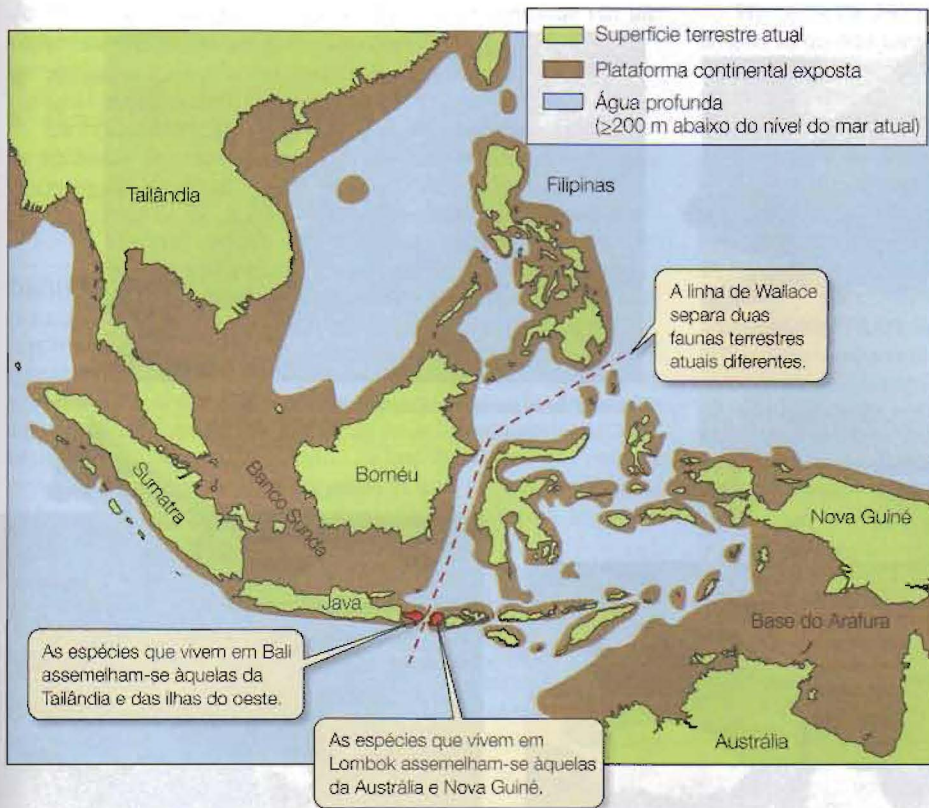 Superfície terrestre atual
Plataforma continental exposta
Água profunda
(≥200 m abaixo do nível do mar atual)
Tailândia
Filipinas
A linha de Wallace
separa duas
faunas terrestres
atuais diferentes.
Sumatra
Banco Sunda
Bornéu
Nova Guiné
Java
Base do Aráfura
As espécies que vivem em Bali
assemelham-se àquelas da
Tailândia e das ilhas do oeste.
As espécies que vivem em
Lombok assemelham-se àquelas
da Austrália e Nova Guiné.
Austrália